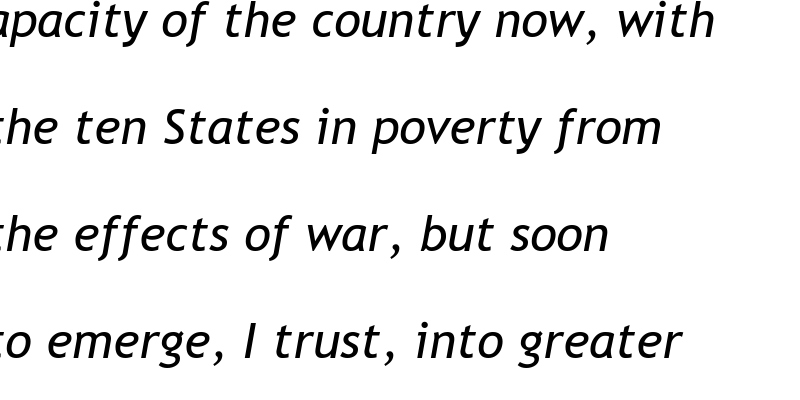 apacity of the country now, with
the ten States in poverty from
the effects of war, but soon
to emerge, I trust, into greater